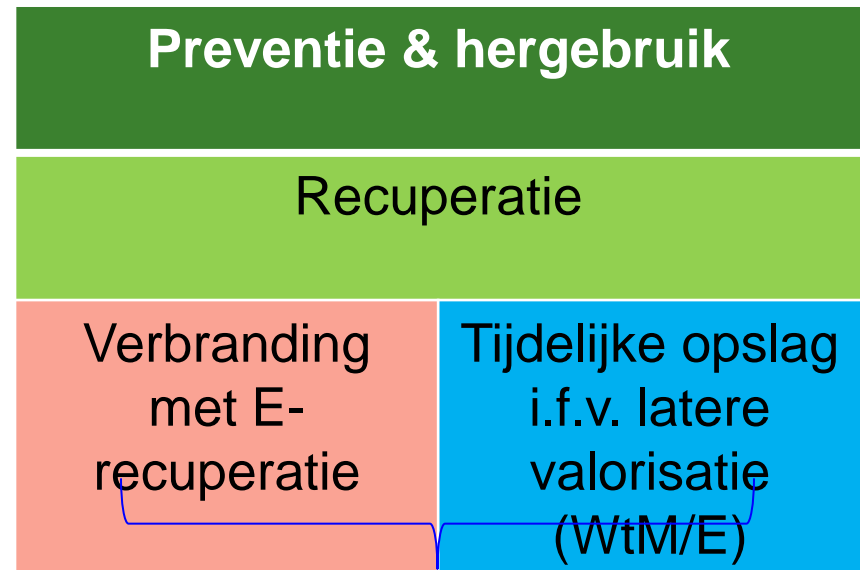 Preventie & hergebruik
Recuperatie
Verbranding
met E-
recuperatie
Tijdelijke opslag
i.f.v. latere
valorisatie
(WtM/E)